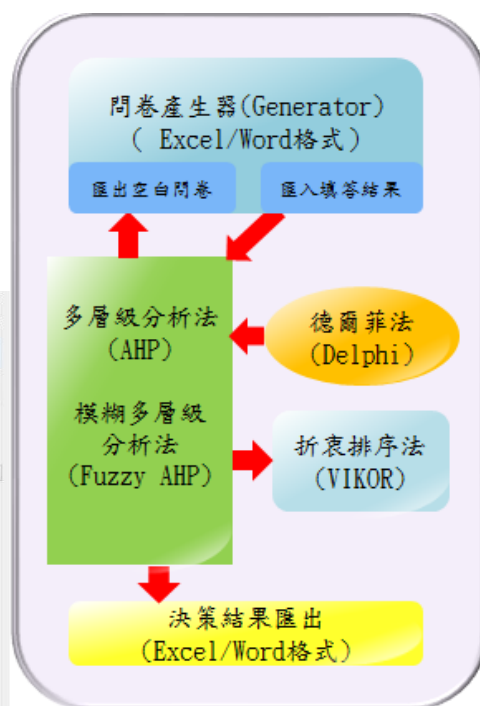 問卷產生器(Generator)
( Excel/Word格式)
匯出空白問卷
匯入填答結果
多層級分析法
(AHP)
模糊多層級
分析法
(Fuzzy AHP)
德爾菲法
(Delphi)
折衷排序法
(VIKOR)
決策結果匯出
(Excel/Word格式)